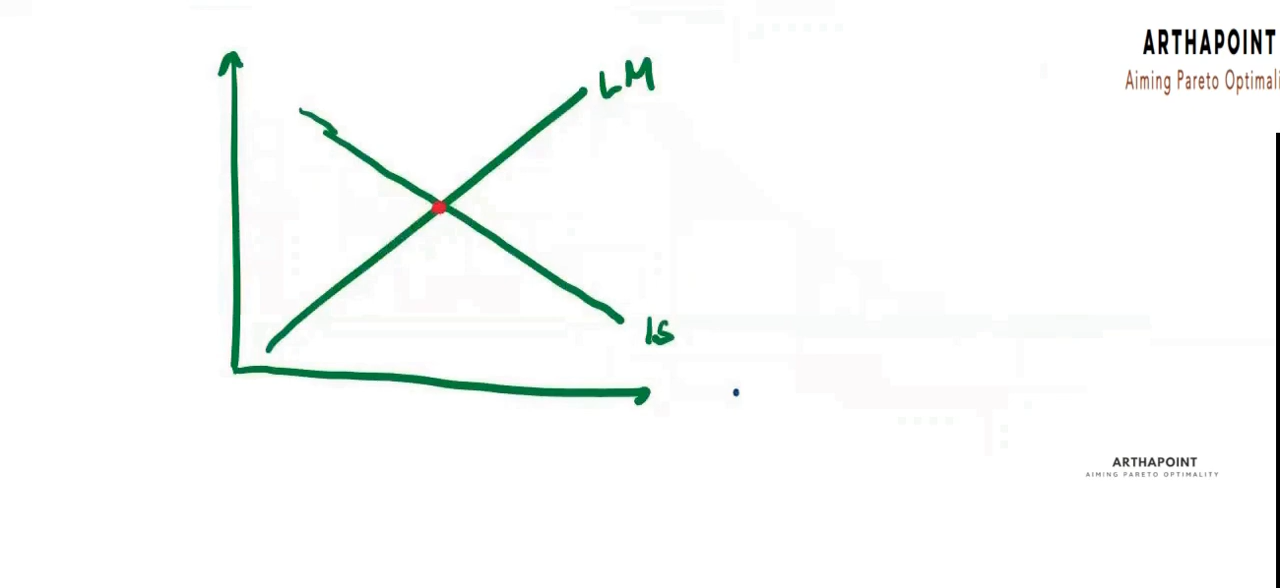 ARTHAPOINT
Aiming Pareto Optimali
LM
IS
ARTHAPOINT
AIMING PARETO OPTIMALITY